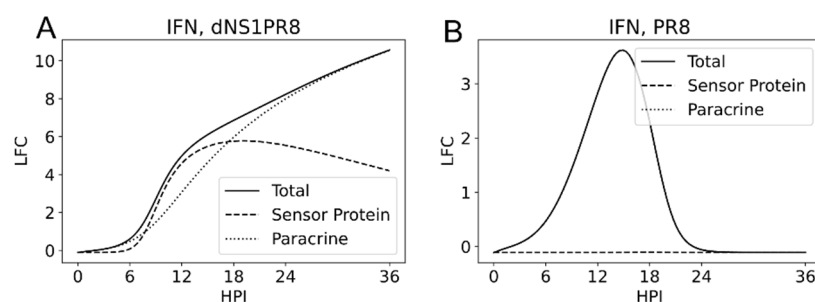 A
IFN, dNS1PR8
LFC
10
8
6
4
2
0
Total
Sensor Protein
Paracrine
0 6 12 18 24 36
HPI
B
IFN, PR8
LFC
3
2
1
0
Total
Sensor Protein
Paracrine
0 6 12 18 24 36
HPI